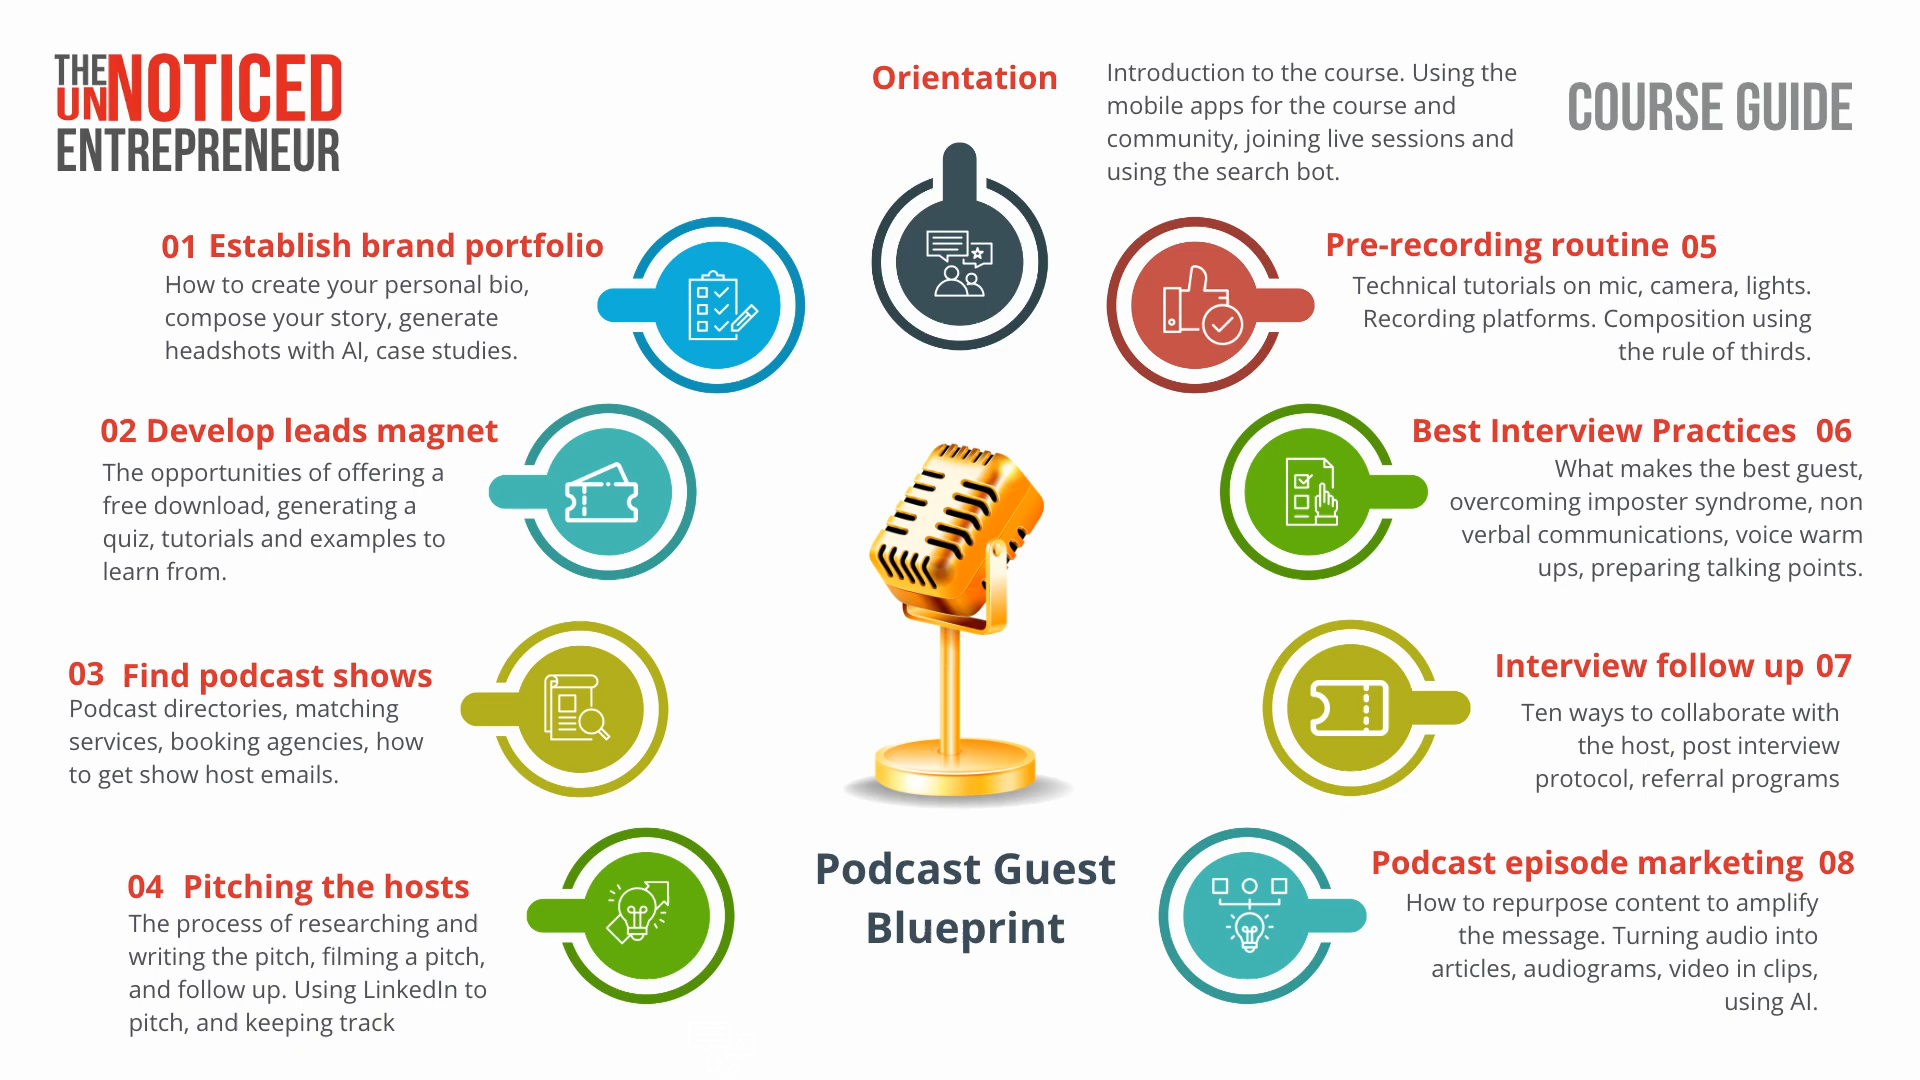 THE
UNNOTICED
ENTREPRENEUR
Orientation
Introduction to the course. Using the
mobile apps for the course and
community, joining live sessions and
using the search bot.
COURSE GUIDE
01 Establish brand portfolio
How to create your personal bio,
compose your story, generate
headshots with AI, case studies.
02 Develop leads magnet
The opportunities of offering a
free download, generating a
quiz, tutorials and examples to
learn from.
03 Find podcast shows
Podcast directories, matching
services, booking agencies, how
to get show host emails.
04 Pitching the hosts
The process of researching and
writing the pitch, filming a pitch,
and follow up. Using LinkedIn to
pitch, and keeping track
Pre-recording routine 05
Technical tutorials on mic, camera, lights.
Recording platforms. Composition using
the rule of thirds.
Best Interview Practices 06
What makes the best guest,
overcoming imposter syndrome, non
verbal communications, voice warm
ups, preparing talking points.
Interview follow up 07
Ten ways to collaborate with
the host, post interview
protocol, referral programs
Podcast episode marketing 08
How to repurpose content to amplify
the message. Turning audio into
articles, audiograms, video in clips,
using AI.
Podcast Guest
Blueprint